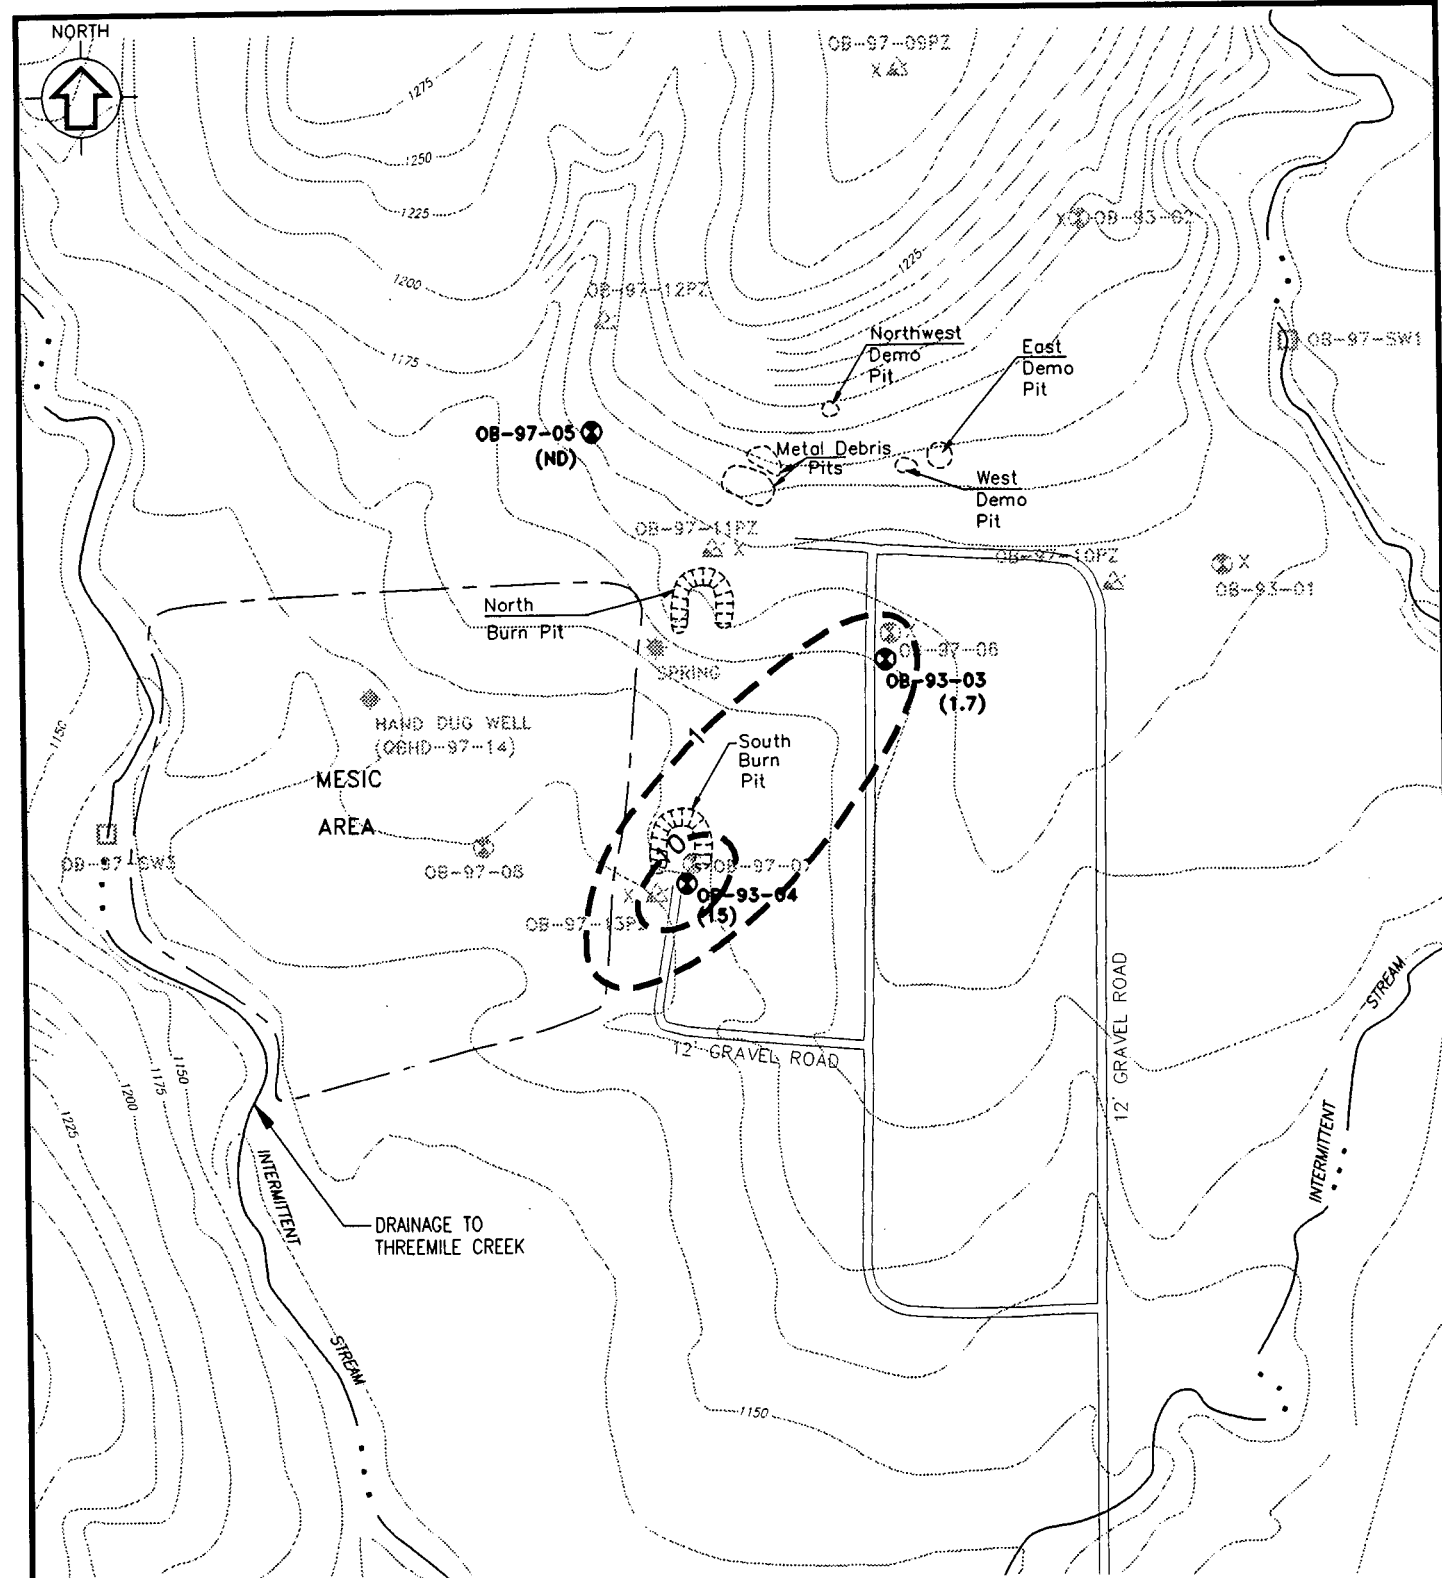 NORTH
OB-97-09PZ
X
1275
1250
1225
1200
1175
X OB-93-02
1225
OB-97-12PZ
OB-97-SW1
Northwest
Demo
Pit
East
Demo
Pit
OB-97-05
(ND)
Metal Debris
Pits
West
Demo
Pit
OB-97-11PZ
X
OB-97-10PZ
X
OB-93-01
North
Burn Pit
SPRING
X
OB-97-06
OB-93-03
(1.7)
1150
HAND DUG WELL
(OBHD-97-14)
MESIC
AREA
1
South
Burn
Pit
OB-97-SW3
OB-97-08
OB-97-07
X
OB-93-04
(15)
12' GRAVEL ROAD
12' GRAVEL ROAD
STREAM
INTERMITTENT
1150
1175
1200
1225
INTERMITTENT
STREAM
DRAINAGE TO
THREEMILE CREEK
1150